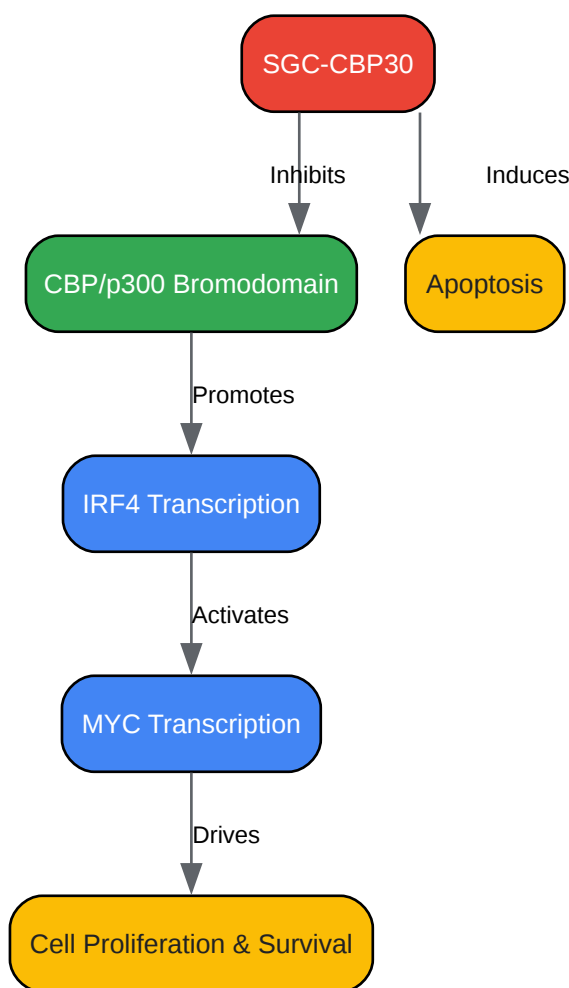 SGC-CBP30
Inhibits
Induces
CBP/p300 Bromodomain
Apoptosis
Promotes
IRF4 Transcription
Activates
MYC Transcription
Drives
Cell Proliferation & Survival